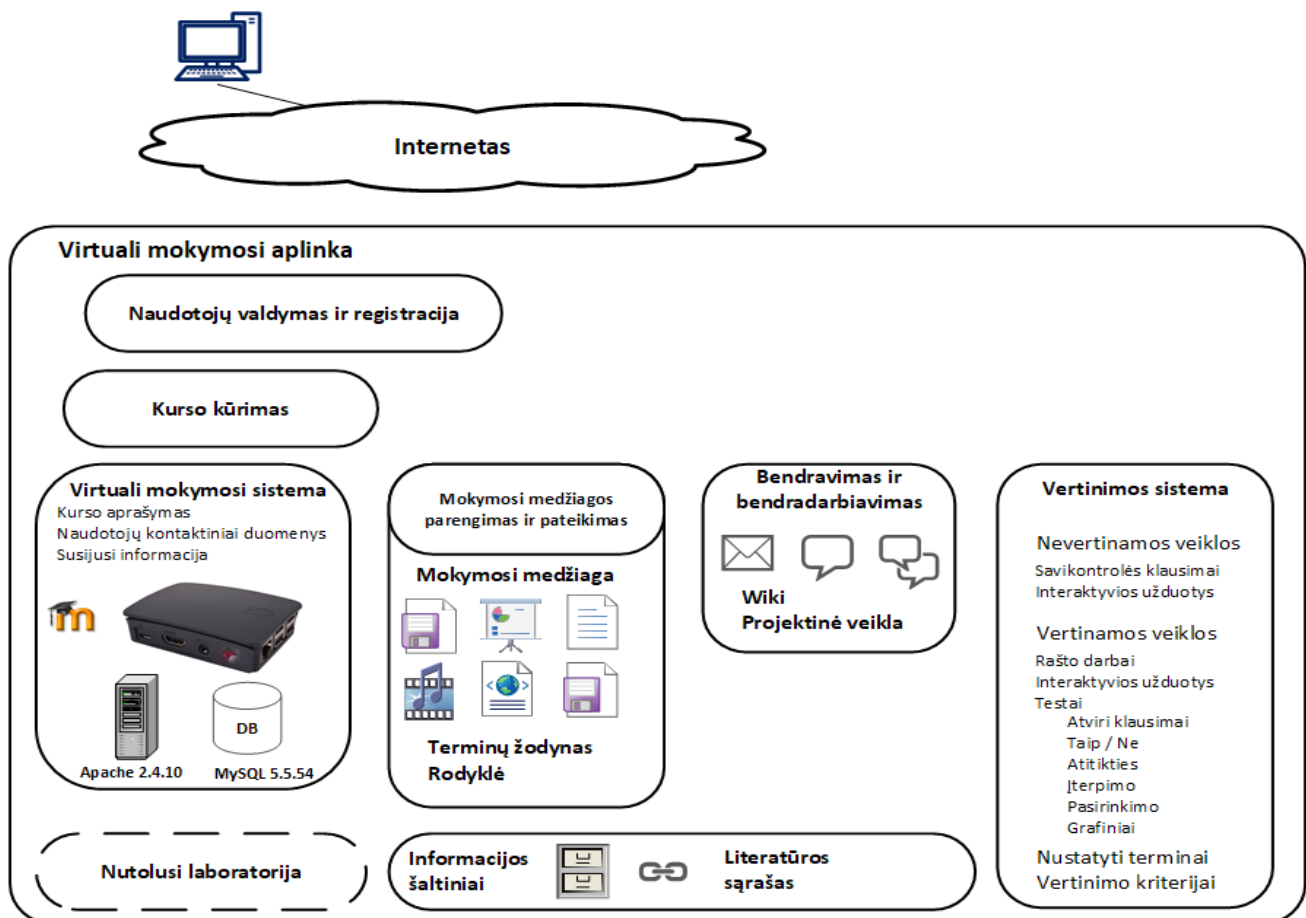 Internetas
Virtuali mokymosi aplinka
Naudotojų valdymas ir registracija
Kurso kūrimas
Virtuali mokymosi sistema
Kurso aprašymas
Naudotojų kontaktiniai duomenys
Susijusi informacija
m
DB
Apache 2.4.10
MySQL 5.5.54
Mokymosi medžiagos
parengimas ir pateikimas
Mokymosi medžiaga
Terminų žodynas
Rodyklė
Bendravimas ir
bendradarbiavimas
Wiki
Projektinė veikla
Vertinimos sistema
Nevertinamos veiklos
Savikontrolės klausimai
Interaktyvios užduotys
Vertinamos veiklos
Rašto darbai
Interaktyvios užduotys
Testai
Atviri klausimai
Taip / Ne
Atitikties
Įterpimo
Pasirinkimo
Grafiniai
Nustatyti terminai
Vertinimo kriterijai
Nutolusi laboratorija
Informacijos
šaltiniai
Literatūros
sąrašas